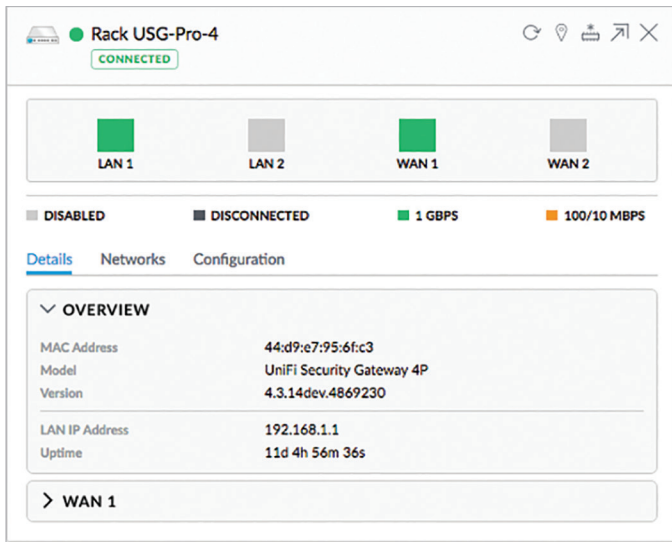 Rack USG-Pro-4
CONNECTED
LAN 1 LAN 2 WAN 1 WAN 2
DISABLED DISCONNECTED 1 GBPS 100/10 MBPS
Details Networks Configuration
OVERVIEW
MAC Address 44:d9:e7:95:6f:c3
Model UniFi Security Gateway 4P
Version 4.3.14dev.4869230
LAN IP Address 192.168.1.1
Uptime 11d 4h 56m 36s
WAN 1